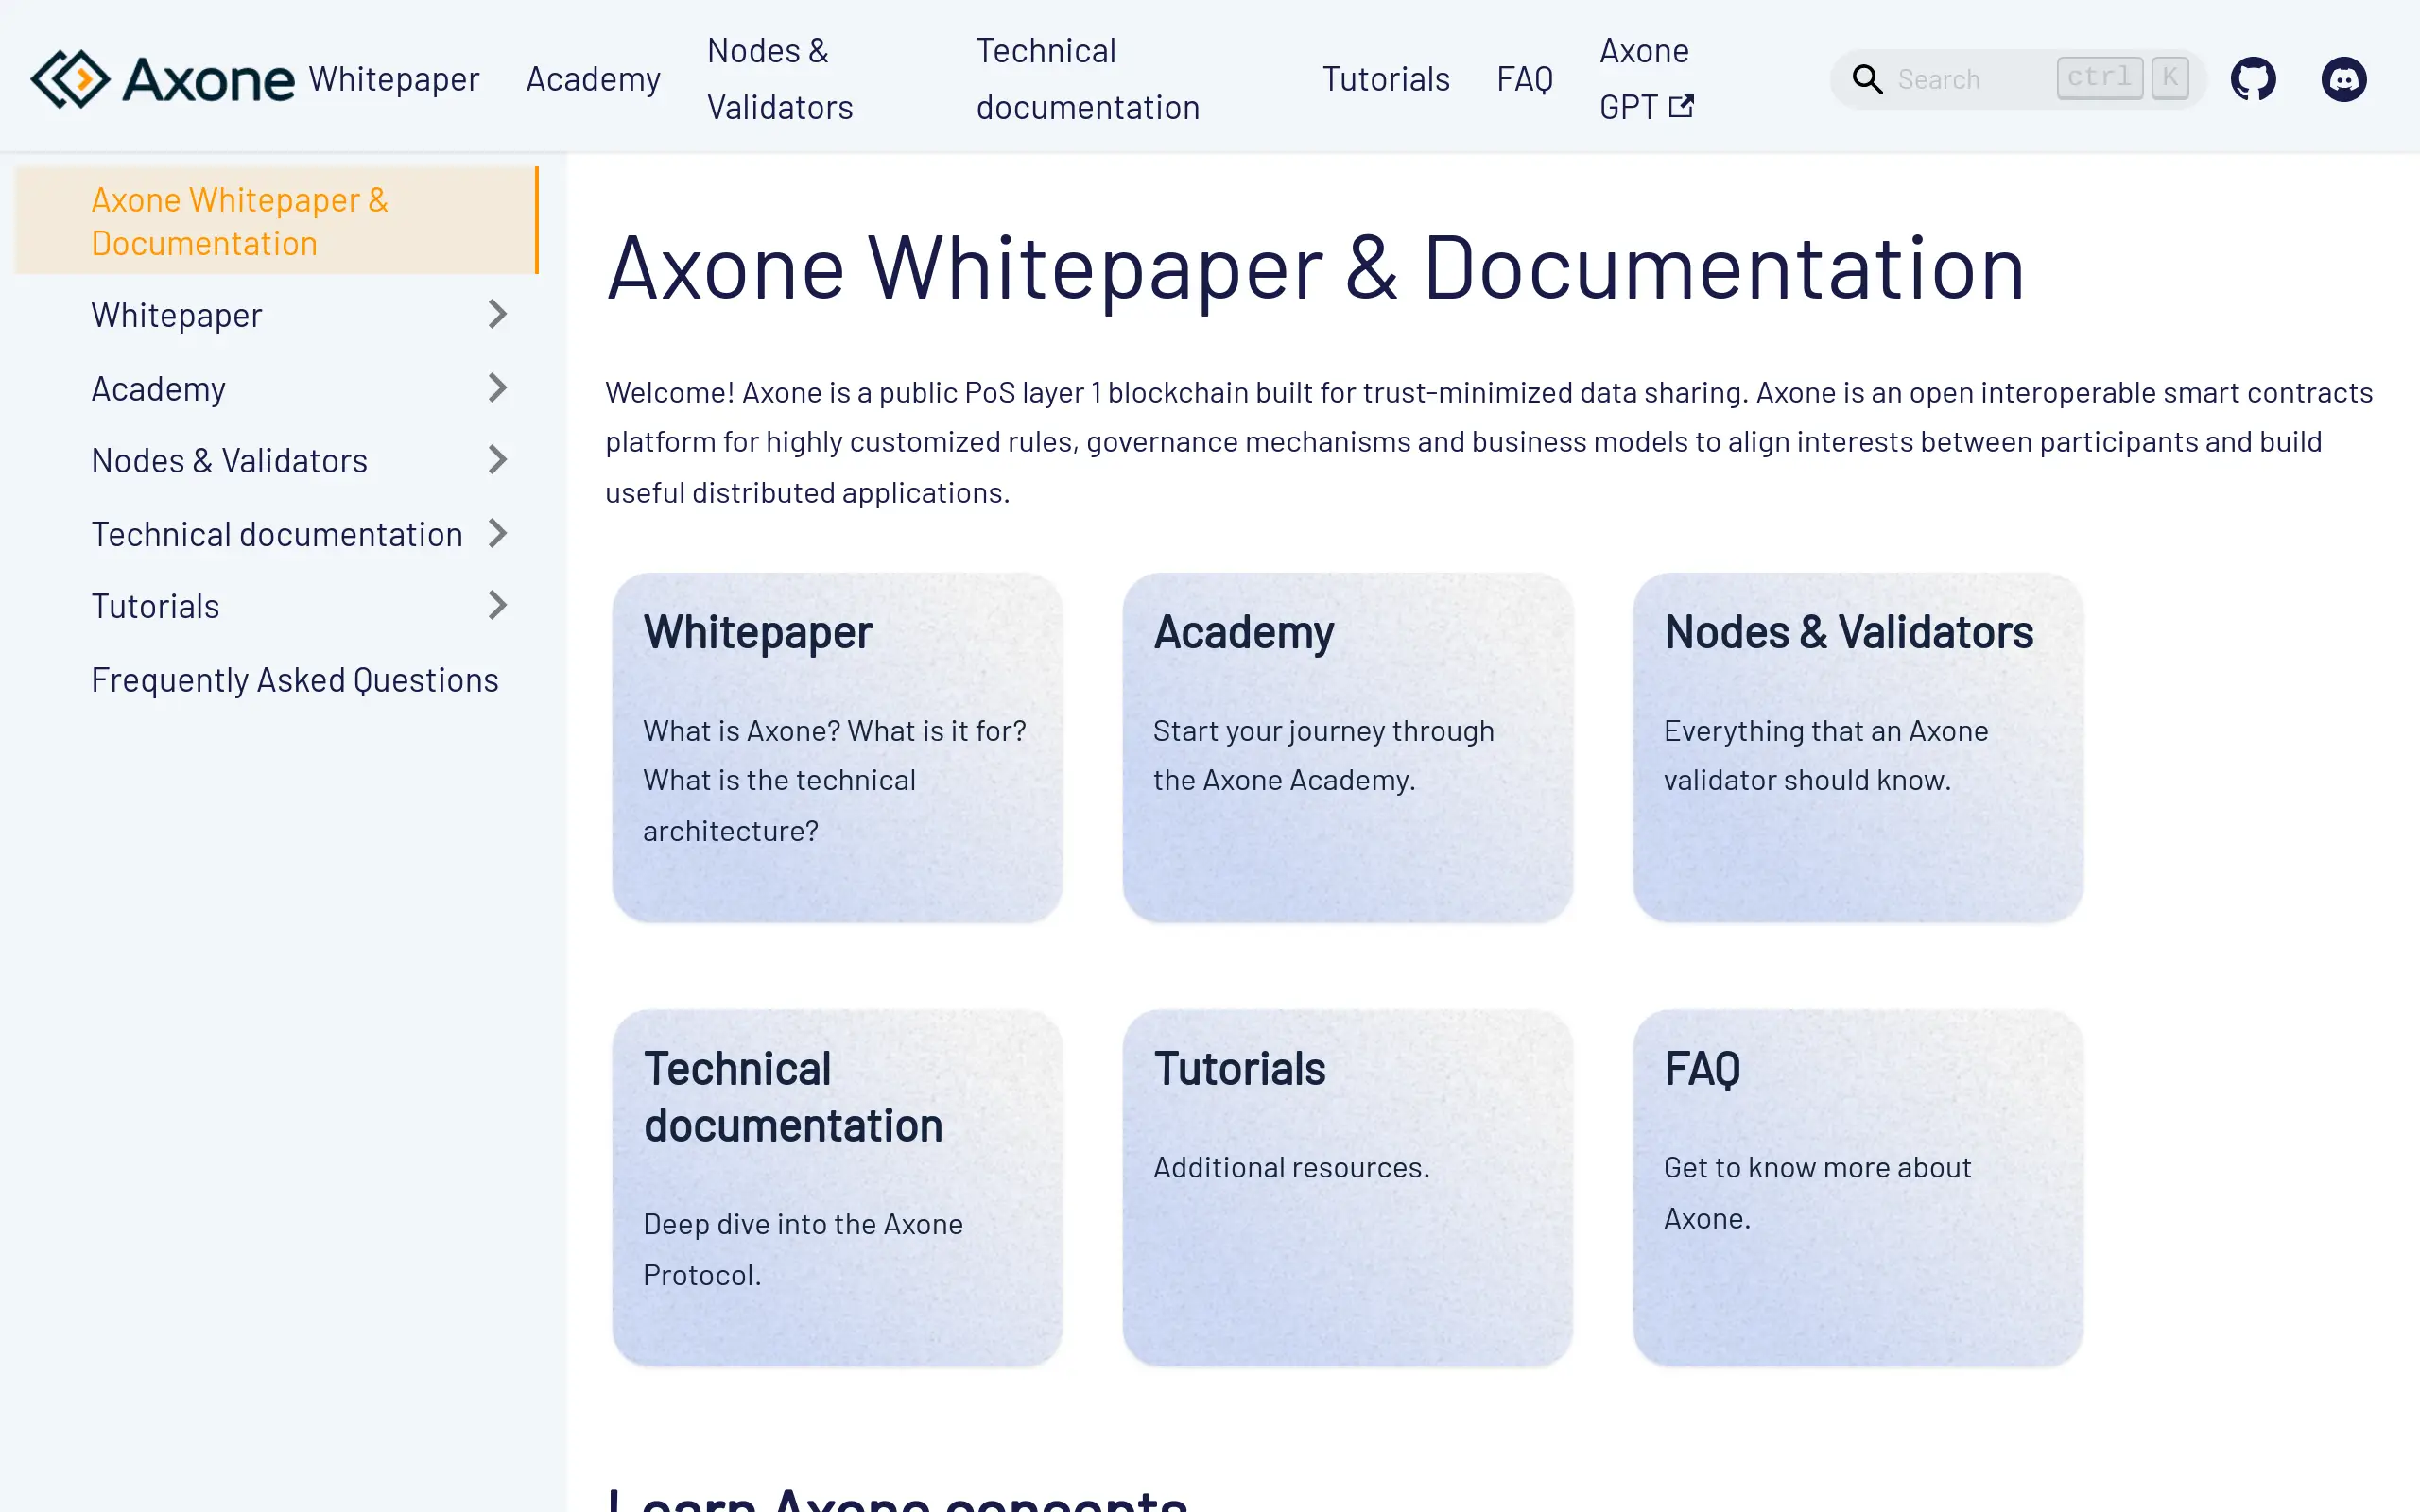 Axone
Whitepaper
Academy
Nodes &
Validators
Technical
documentation
Tutorials
FAQ
Axone
GPT
Search
ctrl K
Axone Whitepaper &
Documentation
Whitepaper
Academy
Nodes & Validators
Technical documentation
Tutorials
Frequently Asked Questions
Axone Whitepaper & Documentation
Welcome! Axone is a public PoS layer 1 blockchain built for trust-minimized data sharing. Axone is an open interoperable smart contracts
platform for highly customized rules, governance mechanisms and business models to align interests between participants and build
useful distributed applications.
Whitepaper
What is Axone? What is it for?
What is the technical
architecture?
Academy
Start your journey through
the Axone Academy.
Nodes & Validators
Everything that an Axone
validator should know.
Technical
documentation
Deep dive into the Axone
Protocol.
Tutorials
Additional resources.
FAQ
Get to know more about
Axone.
Learn Axone concepts